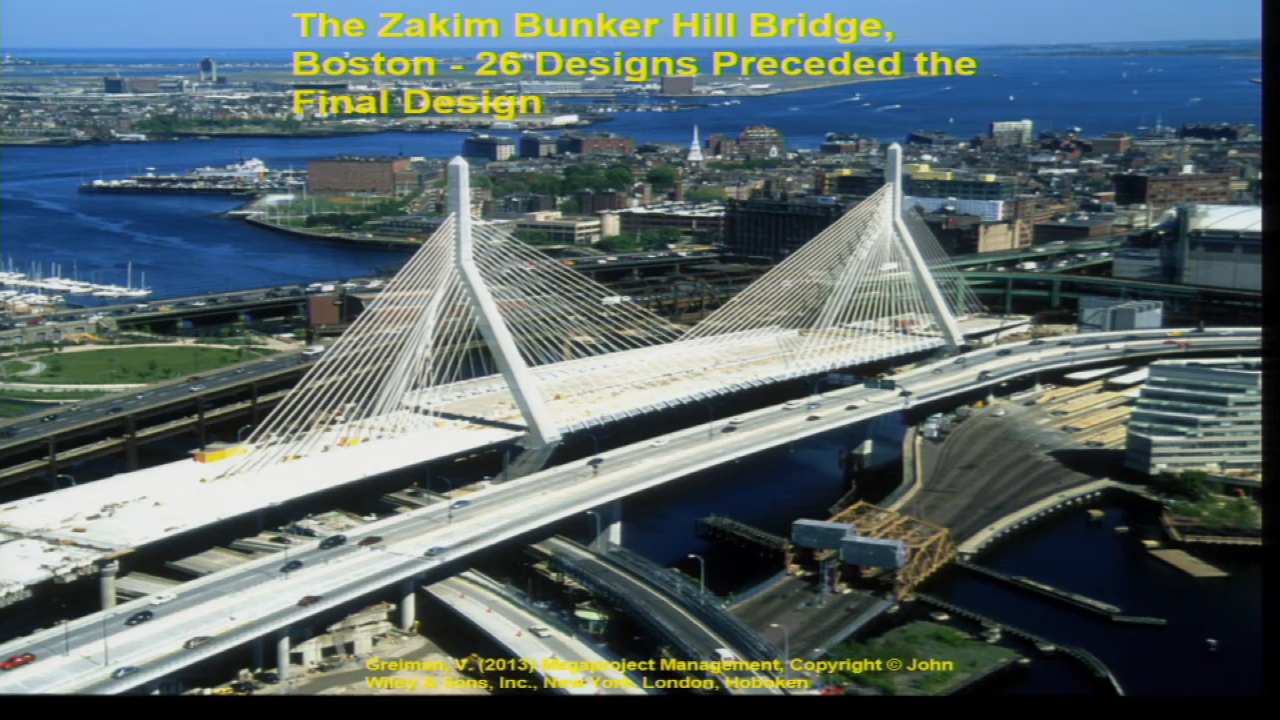 The Zakim Bunker Hill Bridge,
Boston - 26 Designs Preceded the
Final Design
Greiman, V. (2013) Megaproject Management, Copyright © John
Wiley & Sons, Inc., New York, London, Hoboken